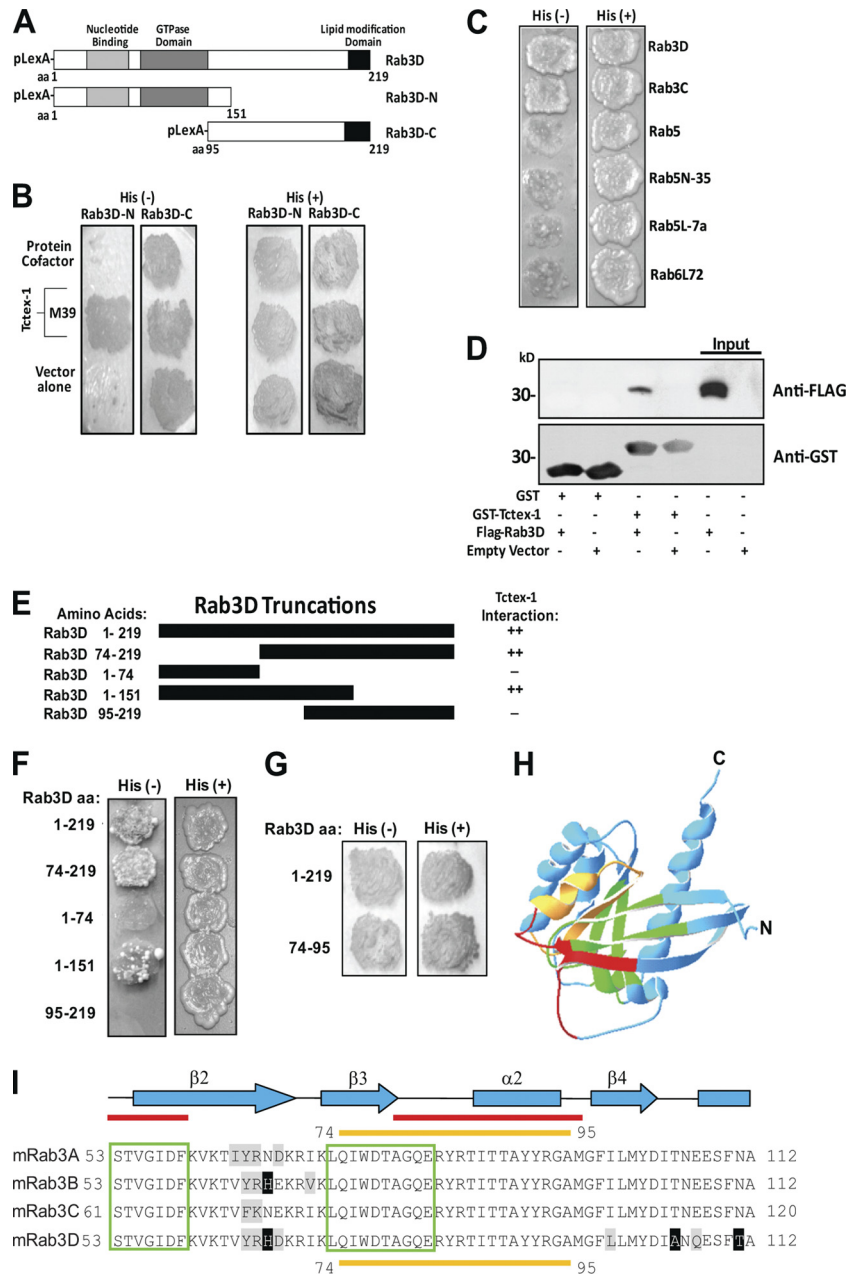 A
Nucleotide Binding
GTPase Domain
Lipid modification Domain
pLexA-
Rab3D
aa 1
219
pLexA-
Rab3D-N
aa 1
151
pLexA-
Rab3D-C
aa 95
219
B
His (-)
His (+)
Rab3D-N Rab3D-C
Rab3D-N Rab3D-C
Protein Cofactor
Tctex-1
M39
Vector alone
C
His (-)
His (+)
Rab3D
Rab3C
Rab5
Rab5N-35
Rab5L-7a
Rab6L72
D
kD
Input
30-
Anti-FLAG
30-
Anti-GST
GST + + - - - -
GST-Tctex-1 - - + + - -
Flag-Rab3D + - + - + -
Empty Vector - + - + - +
E
Amino Acids:
Rab3D Truncations
Tctex-1 Interaction:
Rab3D 1- 219 ++
Rab3D 74-219 ++
Rab3D 1- 74 –
Rab3D 1-151 ++
Rab3D 95-219 –
F
His (-) His (+)
Rab3D aa:
1-219
74-219
1-74
1-151
95-219
G
Rab3D aa: His (-) His (+)
1-219
74-95
H
C
N
I
β2 β3 α2 β4
74 95
mRab3A 53 STVGIDFKVKTIYRNDKRIKLQIWDTAGQERYRTITTAYYRGAMGFILMYDITNEESFNA 112
mRab3B 53 STVGIDFKVKTVYRHEKRVKLQIWDTAGQERYRTITTAYYRGAMGFILMYDITNEESFNA 112
mRab3C 61 STVGIDFKVKTVFKNEKRIKLQIWDTAGQERYRTITTAYYRGAMGFILMYDITNEESFNA 120
mRab3D 53 STVGIDFKVKTVYRHDKRIKLQIWDTAGQERYRTITTAYYRGAMGFLLMYDIANQESFTA 112
74 95